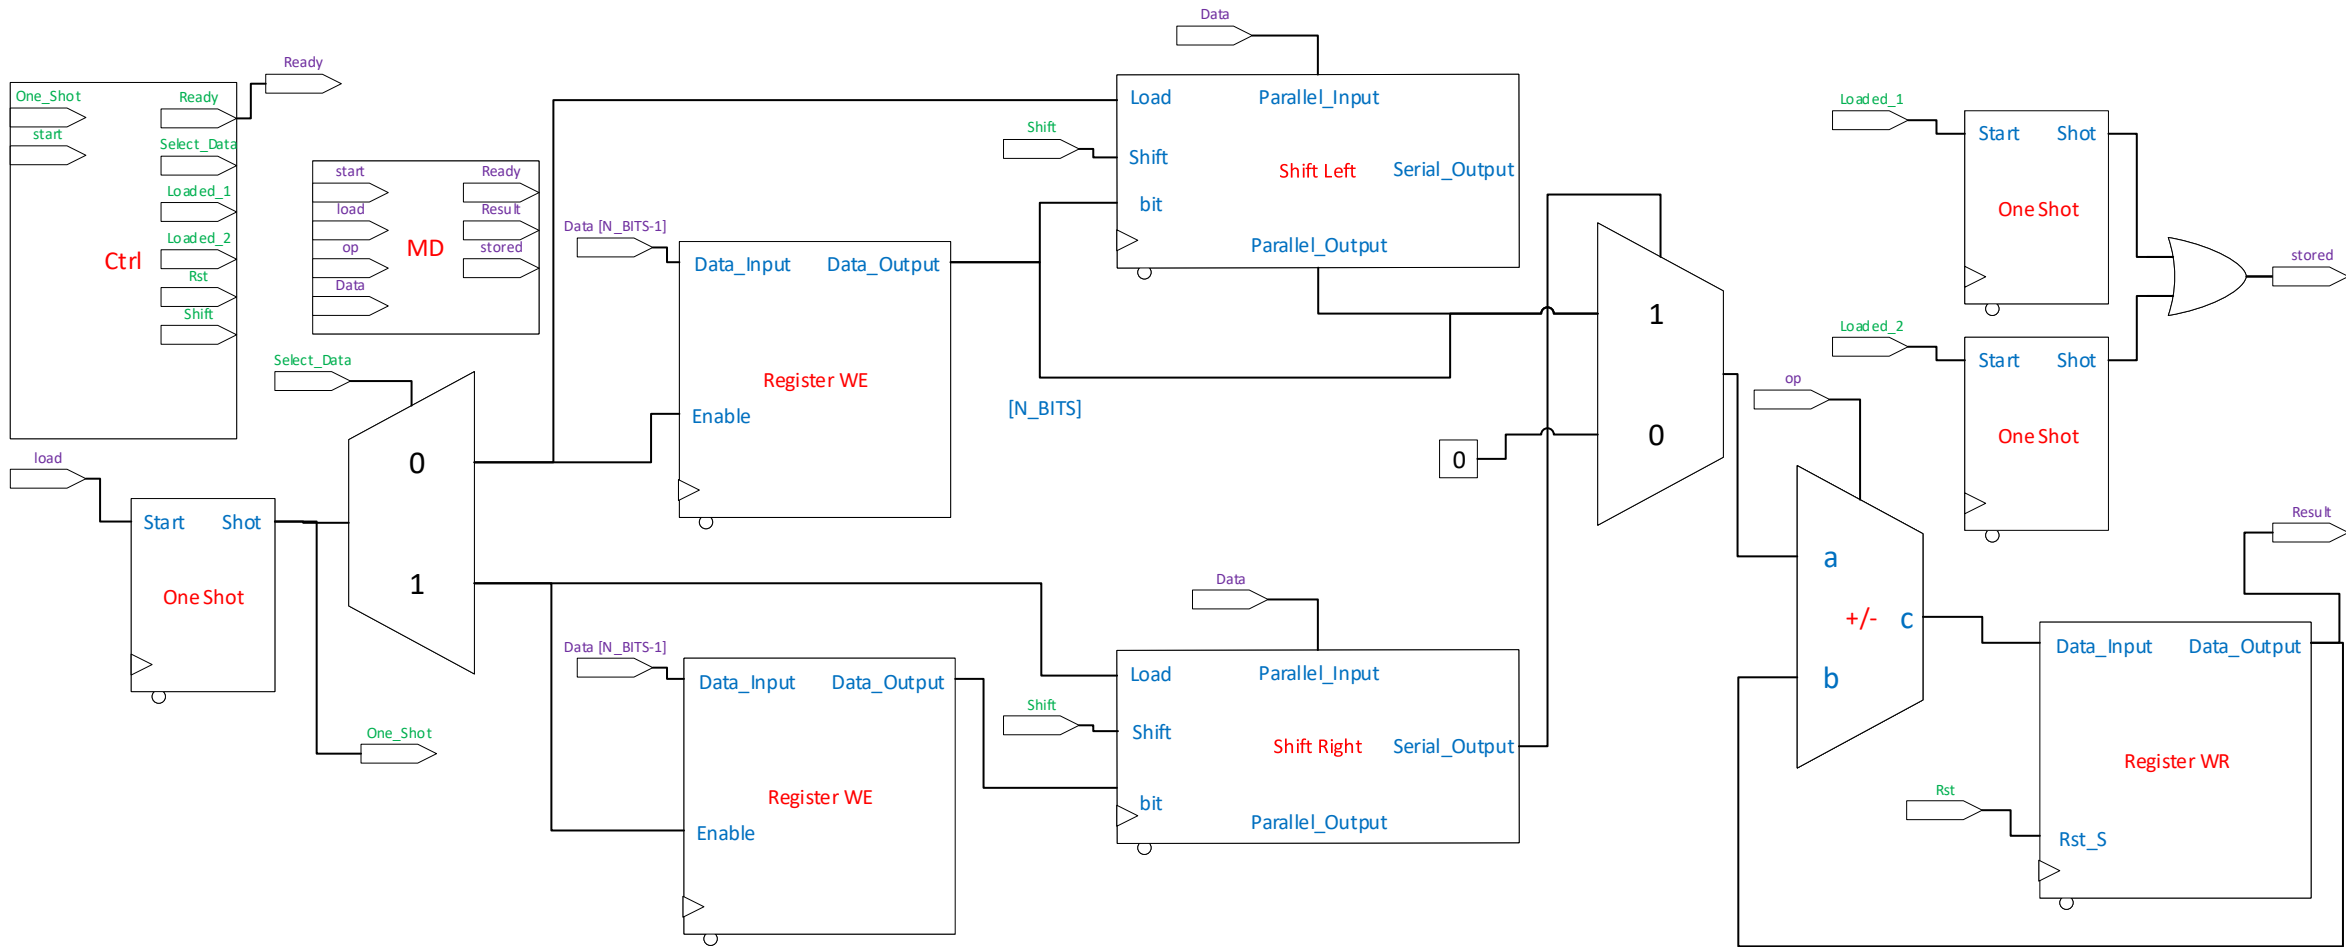 Ready
One_Shot
start
Ready
Select_Data
Loaded_1
Loaded_2
Rst
Shift
Ctrl
start
load
op
Data
MD
Ready
Result
stored
Select_Data
0
1
load
Start Shot
One Shot
One_Shot
Data [N_BITS-1]
Data_Input Data_Output
Register WE
Enable
[N_BITS]
Data [N_BITS-1]
Data_Input Data_Output
Register WE
Enable
Data
Load Parallel_Input
Shift
Shift Shift Left Serial_Output
bit
Parallel_Output
Data
Load Parallel_Input
Shift
Shift Shift Right Serial_Output
bit
Parallel_Output
1
0
0
op
a
+/- c
b
Loaded_1
Start Shot
One Shot
Loaded_2
Start Shot
One Shot
stored
Result
Data_Input Data_Output
Register WR
Rst
Rst_S